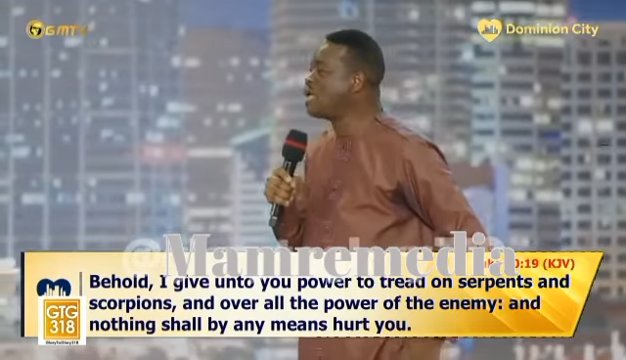 GMTV
Dominion City
@Mamremedia
0:19 (KJV)
Behold, I give unto you power to tread on serpents and
scorpions, and over all the power of the enemy: and
nothing shall by any means hurt you.
GTG
318